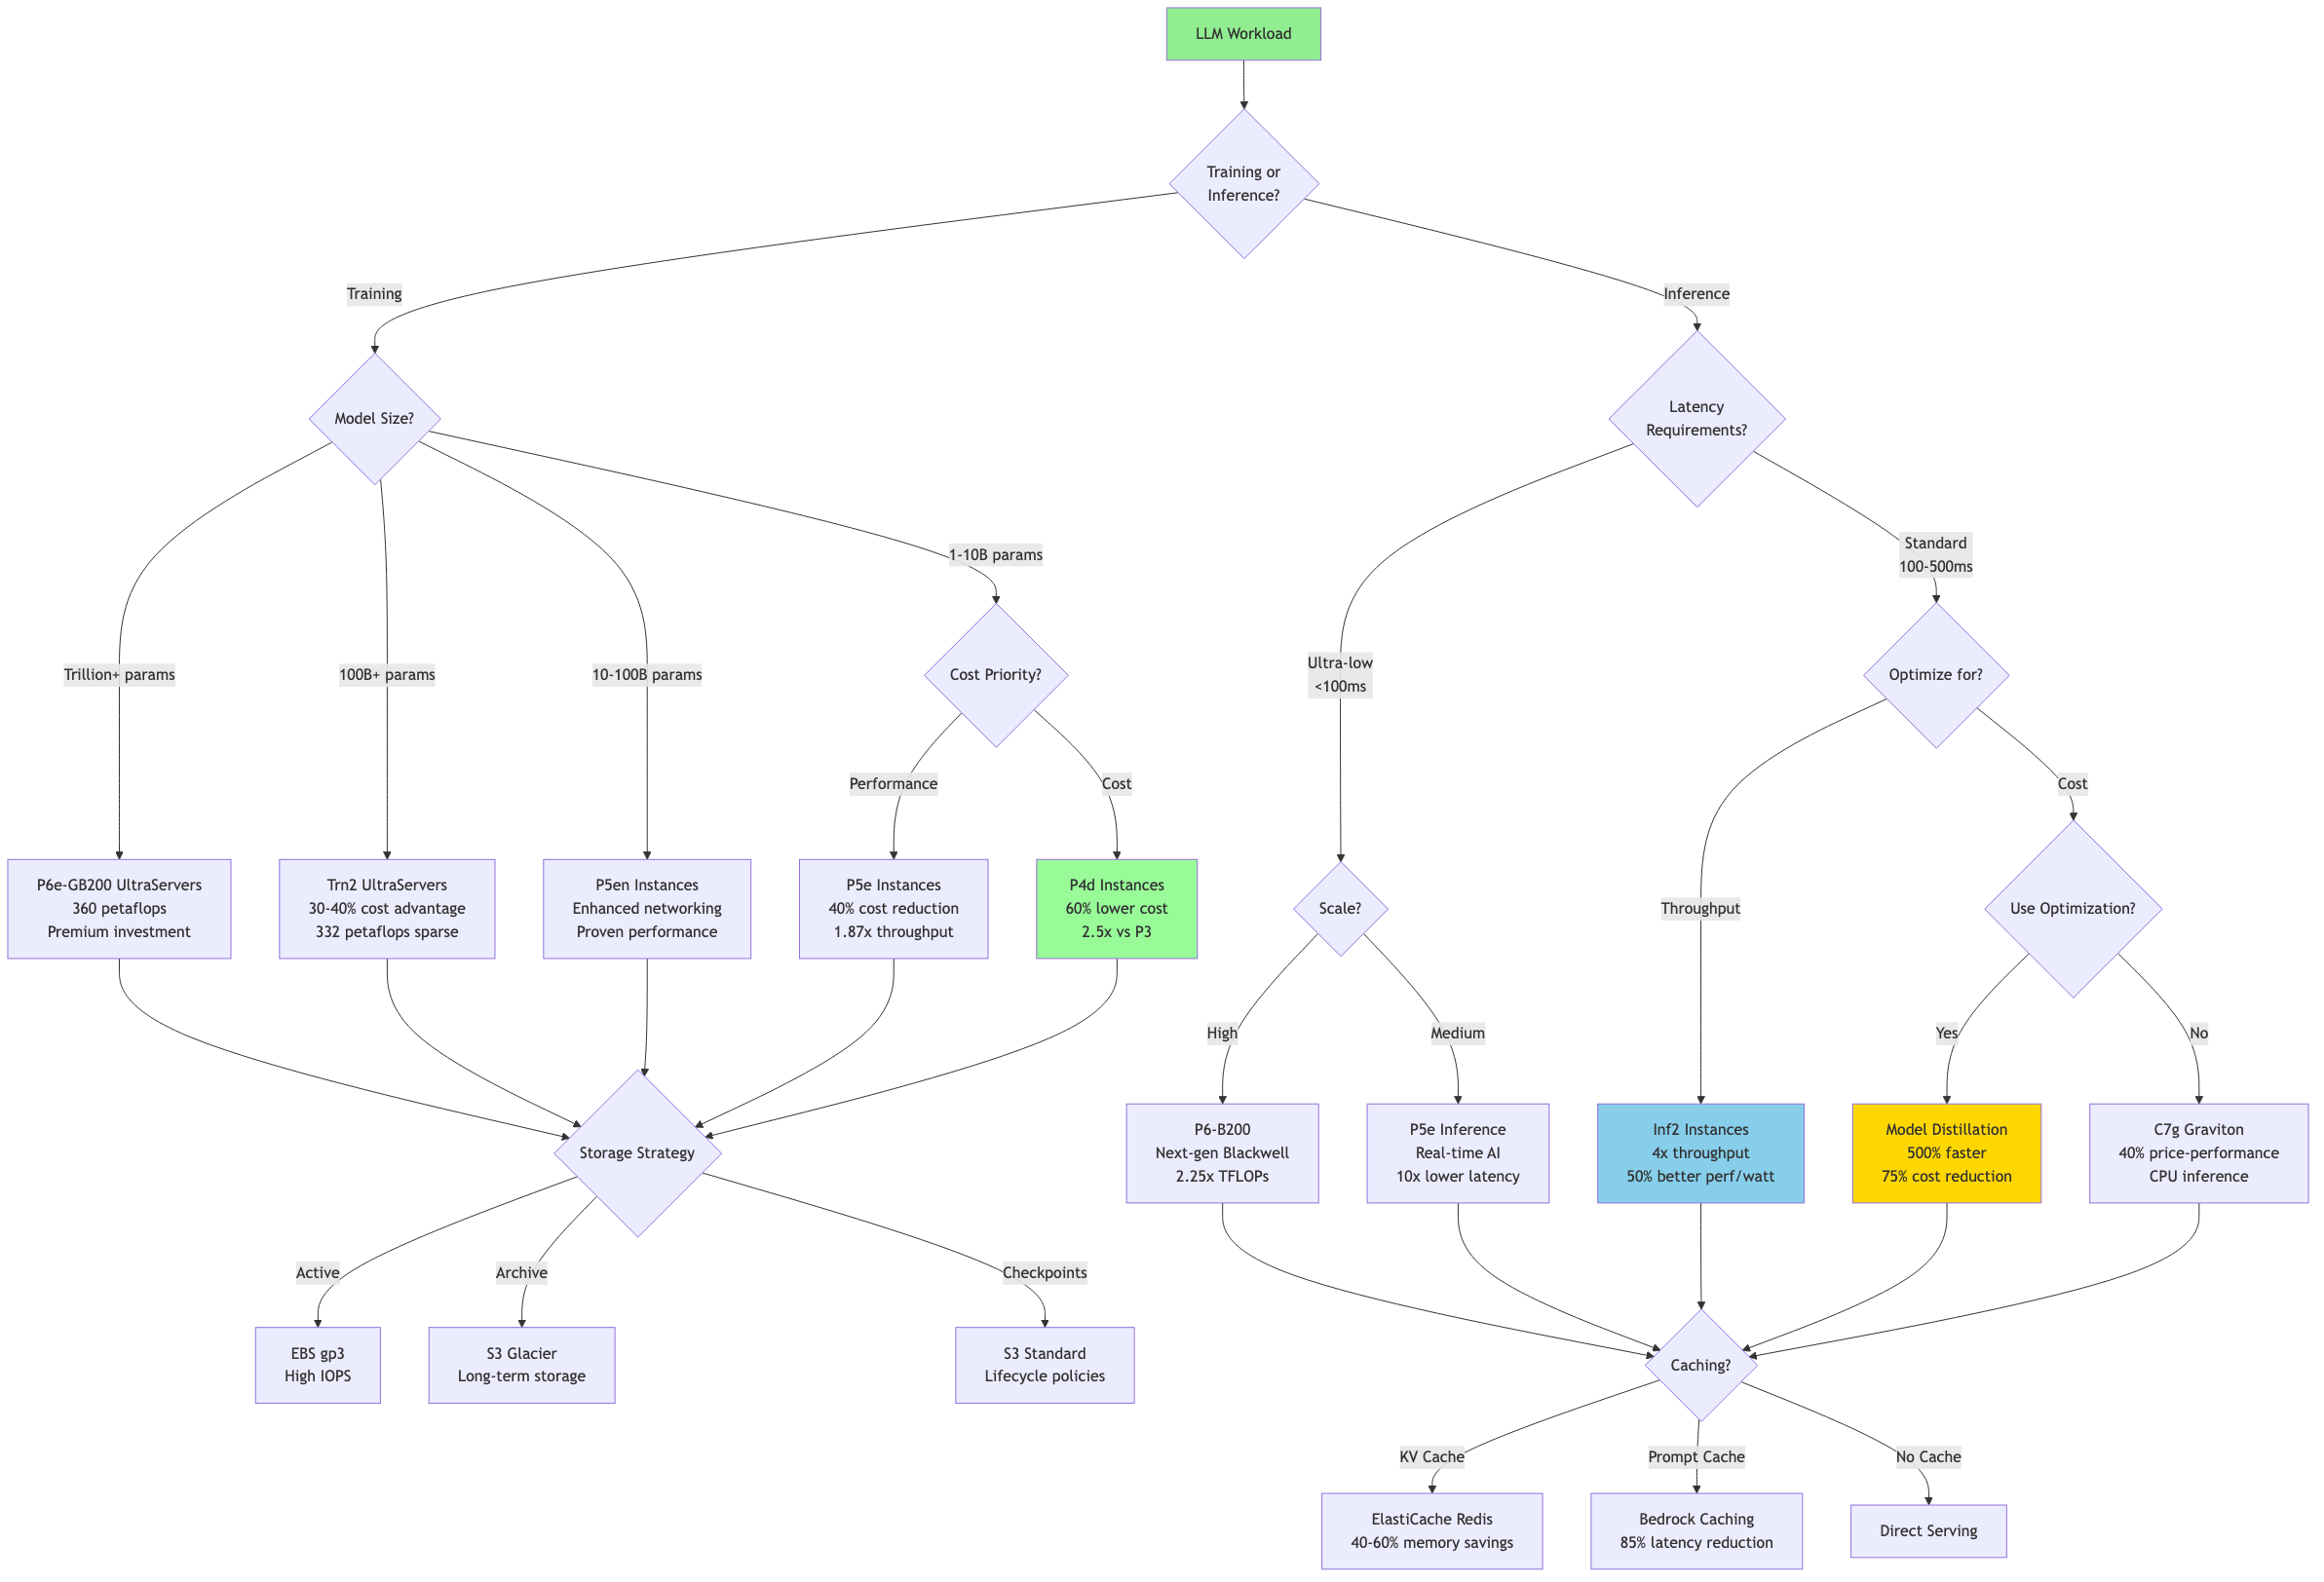 LLM Workload
Training or
Inference?
Training
Inference
Model Size?
Latency
Requirements?
1-10B params
Standard
100-500ms
Trillion+ params
100B+ params
10-100B params
Cost Priority?
Ultra-low
<100ms
Optimize for?
Performance
Cost
Cost
P6e-GB200 UltraServers
360 petaflops
Premium investment
Trn2 UltraServers
30-40% cost advantage
332 petaflops sparse
P5en Instances
Enhanced networking
Proven performance
P5e Instances
40% cost reduction
1.87x throughput
P4d Instances
60% lower cost
2.5x vs P3
Scale?
Throughput
Use Optimization?
High
Medium
Yes
No
Storage Strategy
P6-B200
Next-gen Blackwell
2.25x TFLOPs
P5e Inference
Real-time AI
10x lower latency
Inf2 Instances
4x throughput
50% better perf/watt
Model Distillation
500% faster
75% cost reduction
C7g Graviton
40% price-performance
CPU inference
Active
Archive
Checkpoints
EBS gp3
High IOPS
S3 Glacier
Long-term storage
S3 Standard
Lifecycle policies
Caching?
KV Cache
Prompt Cache
No Cache
ElastiCache Redis
40-60% memory savings
Bedrock Caching
85% latency reduction
Direct Serving